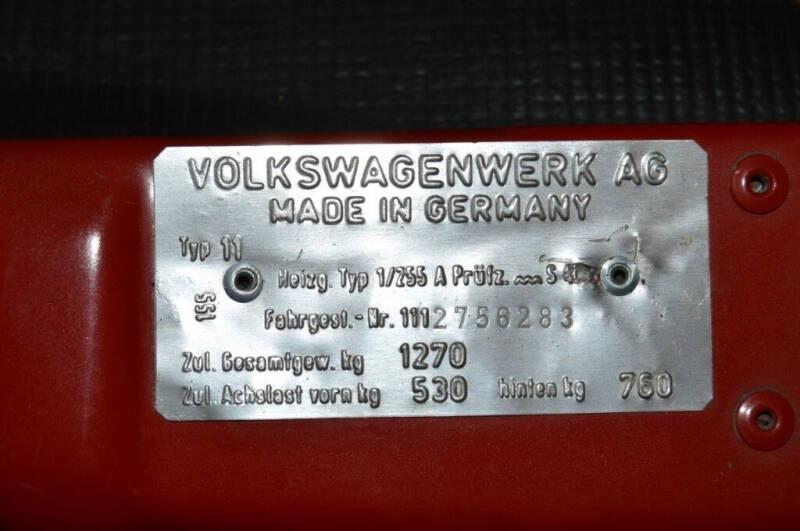 VOLKSWAGENWERK AG
MADE IN GERMANY
Typ 11
Heizg. Typ 1/255 A Prüfz. ~~~ S
Fahrgest.-Nr. 1112756283
155
Zul. Gesamtgew. kg 1270
Zul. Achslast vorn kg 530 hinten kg 760